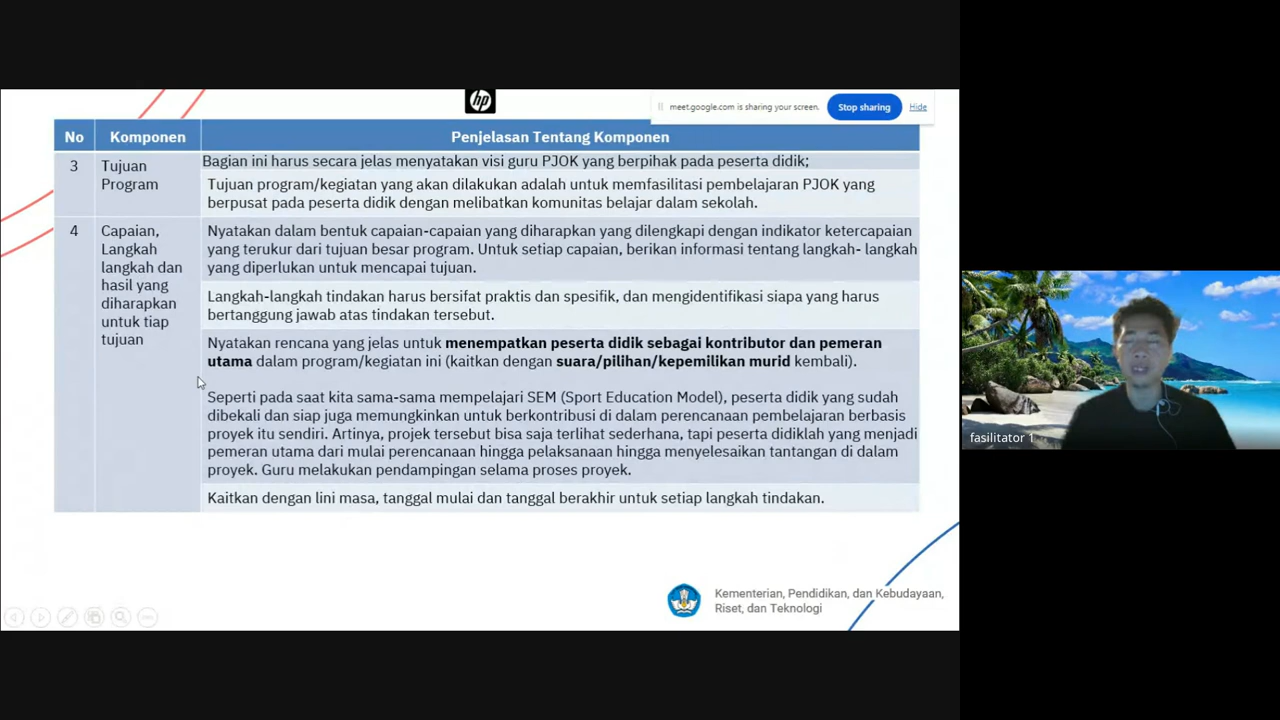 hp
meet.google.com is sharing your screen.
Stop sharing
Hide
No
Komponen
Penjelasan Tentang Komponen
3
Tujuan
Program
Bagian ini harus secara jelas menyatakan visi guru PJOK yang berpihak pada peserta didik;
Tujuan program/kegiatan yang akan dilakukan adalah untuk memfasilitasi pembelajaran PJOK yang
berpusat pada peserta didik dengan melibatkan komunitas belajar dalam sekolah.
4
Capaian,
Langkah
langkah dan
hasil yang
diharapkan
untuk tiap
tujuan
Nyatakan dalam bentuk capaian-capaian yang diharapkan yang dilengkapi dengan indikator ketercapaian
yang terukur dari tujuan besar program. Untuk setiap capaian, berikan informasi tentang langkah- langkah
yang diperlukan untuk mencapai tujuan.
Langkah-langkah tindakan harus bersifat praktis dan spesifik, dan mengidentifikasi siapa yang harus
bertanggung jawab atas tindakan tersebut.
Nyatakan rencana yang jelas untuk menempatkan peserta didik sebagai kontributor dan pemeran
utama dalam program/kegiatan ini (kaitkan dengan suara/pilihan/kepemilikan murid kembali).
Seperti pada saat kita sama-sama mempelajari SEM (Sport Education Model), peserta didik yang sudah
dibekali dan siap juga memungkinkan untuk berkontribusi di dalam perencanaan pembelajaran berbasis
proyek itu sendiri. Artinya, projek tersebut bisa saja terlihat sederhana, tapi peserta didiklah yang menjadi
pemeran utama dari mulai perencanaan hingga pelaksanaan hingga menyelesaikan tantangan di dalam
proyek. Guru melakukan pendampingan selama proses proyek.
Kaitkan dengan lini masa, tanggal mulai dan tanggal berakhir untuk setiap langkah tindakan.
Kementerian, Pendidikan, dan Kebudayaan,
Riset, dan Teknologi
fasilitator 1